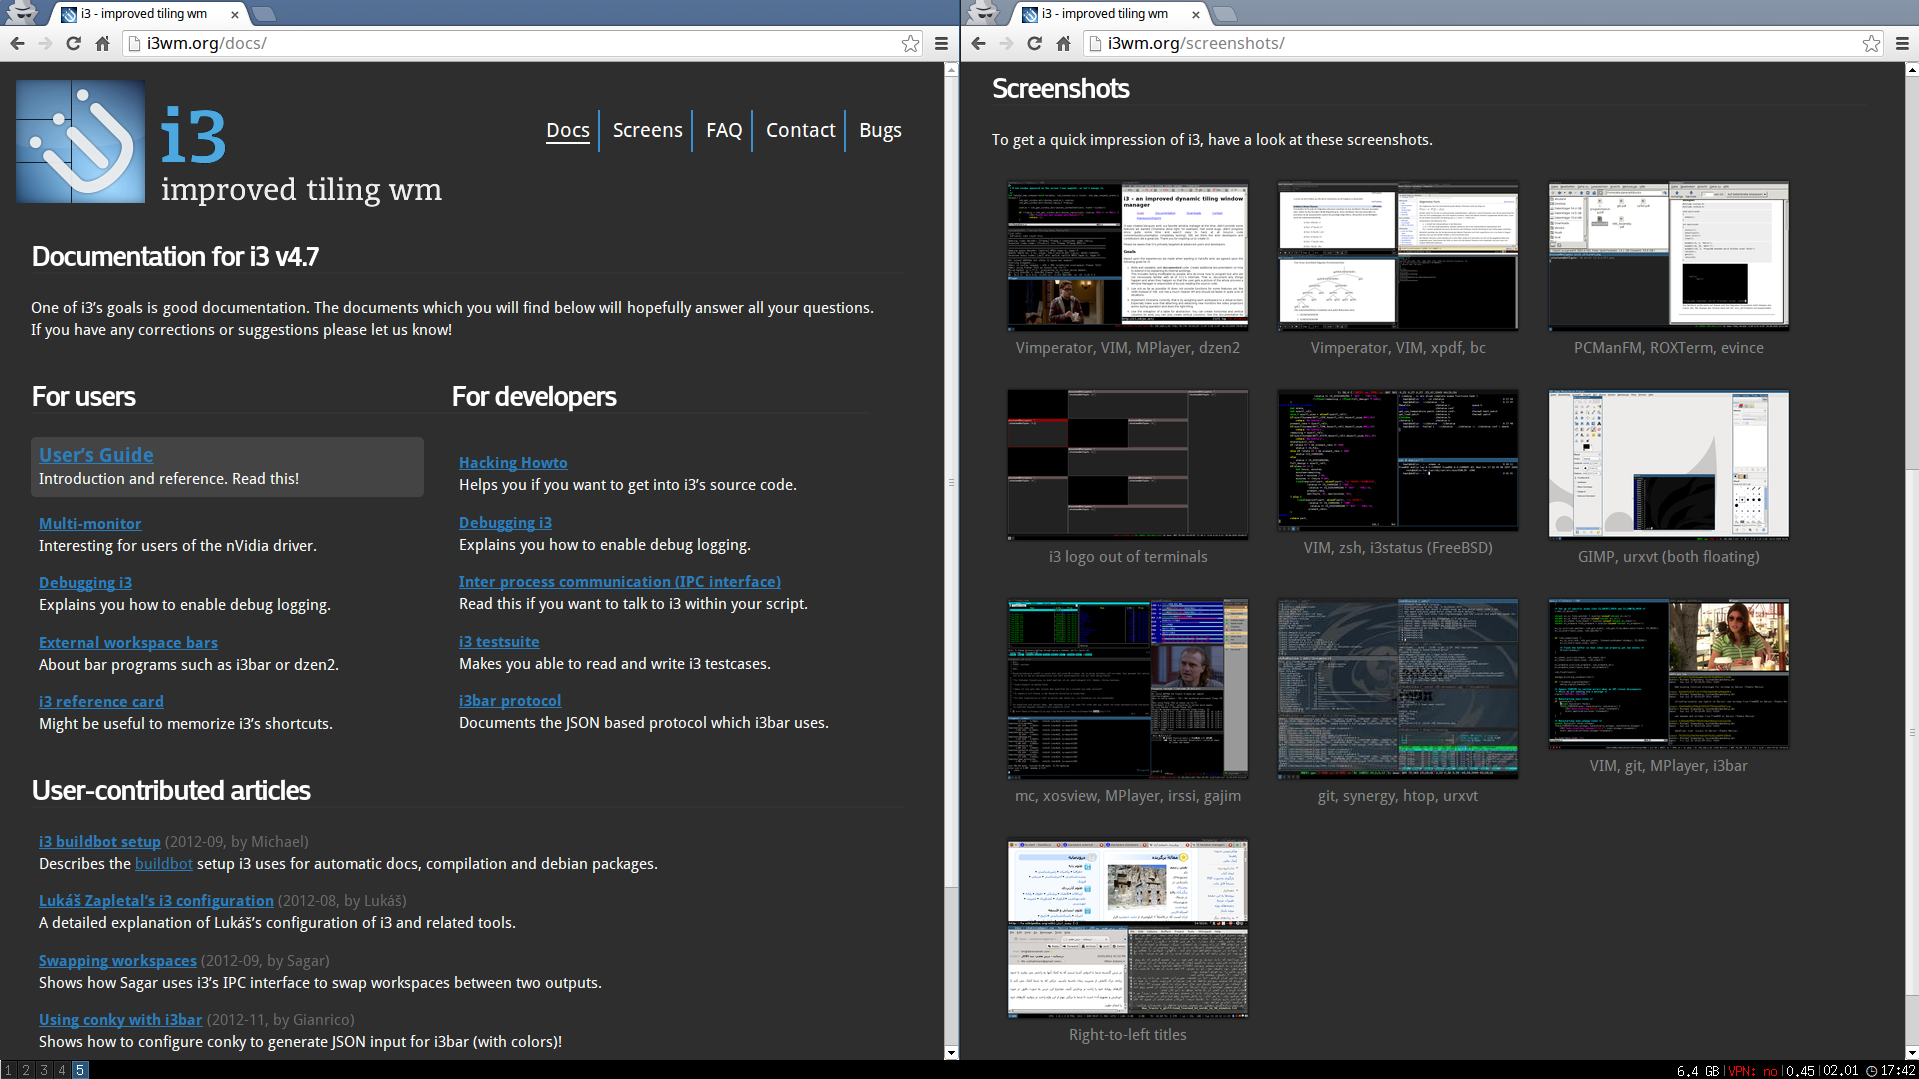 i3 - improved tiling wm
i3wm.org/docs/
i3
improved tiling wm
Docs
Screens
FAQ
Contact
Bugs
Documentation for i3 v4.7
One of i3’s goals is good documentation. The documents which you will find below will hopefully answer all your questions.
If you have any corrections or suggestions please let us know!
For users
User’s Guide
Introduction and reference. Read this!
Multi-monitor
Interesting for users of the nVidia driver.
Debugging i3
Explains you how to enable debug logging.
External workspace bars
About bar programs such as i3bar or dzen2.
i3 reference card
Might be useful to memorize i3’s shortcuts.
For developers
Hacking Howto
Helps you if you want to get into i3’s source code.
Debugging i3
Explains you how to enable debug logging.
Inter process communication (IPC interface)
Read this if you want to talk to i3 within your script.
i3 testsuite
Makes you able to read and write i3 testcases.
i3bar protocol
Documents the JSON based protocol which i3bar uses.
User-contributed articles
i3 buildbot setup (2012-09, by Michael)
Describes the buildbot setup i3 uses for automatic docs, compilation and debian packages.
Lukáš Zapletal’s i3 configuration (2012-08, by Lukáš)
A detailed explanation of Lukáš’s configuration of i3 and related tools.
Swapping workspaces (2012-09, by Sagar)
Shows how Sagar uses i3’s IPC interface to swap workspaces between two outputs.
Using conky with i3bar (2012-11, by Gianrico)
Shows how to configure conky to generate JSON input for i3bar (with colors)!
i3 - improved tiling wm
i3wm.org/screenshots/
Screenshots
To get a quick impression of i3, have a look at these screenshots.
i3 - an improved dynamic tiling window
manager
Goals
Vimperator, VIM, MPlayer, dzen2
Vimperator, VIM, xpdf, bc
PCManFM, ROXTerm, evince
i3 logo out of terminals
VIM, zsh, i3status (FreeBSD)
GIMP, urxvt (both floating)
mc, xosview, MPlayer, irssi, gajim
git, synergy, htop, urxvt
VIM, git, MPlayer, i3bar
Right-to-left titles
1 2 3 4 5
6.4 GB|VPN: no|0.45|02.01 17:42